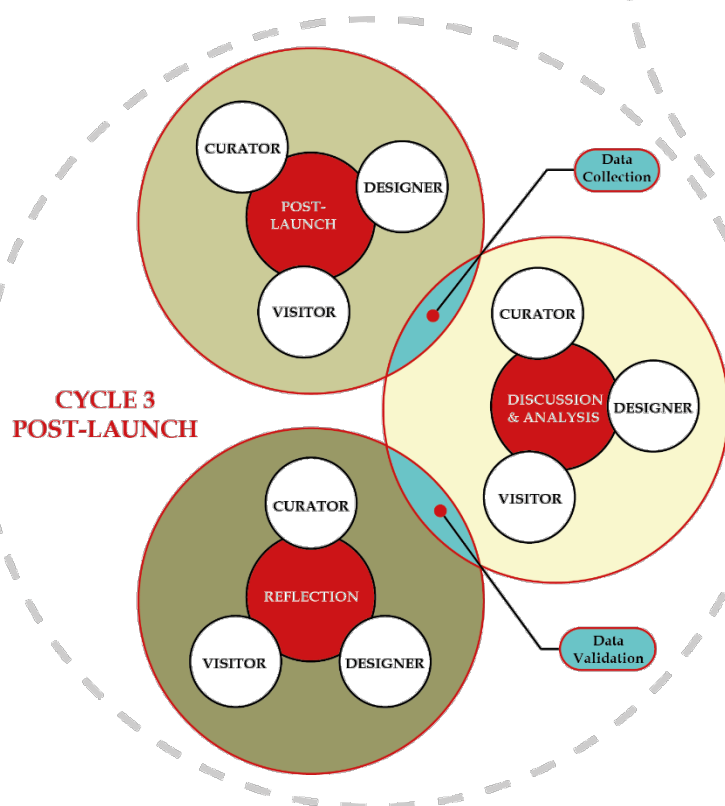 CURATOR
DESIGNER
POST-
LAUNCH
VISITOR
Data
Collection
CURATOR
DISCUSSION
& ANALYSIS
DESIGNER
VISITOR
CYCLE 3
POST-LAUNCH
CURATOR
REFLECTION
VISITOR
DESIGNER
Data
Validation